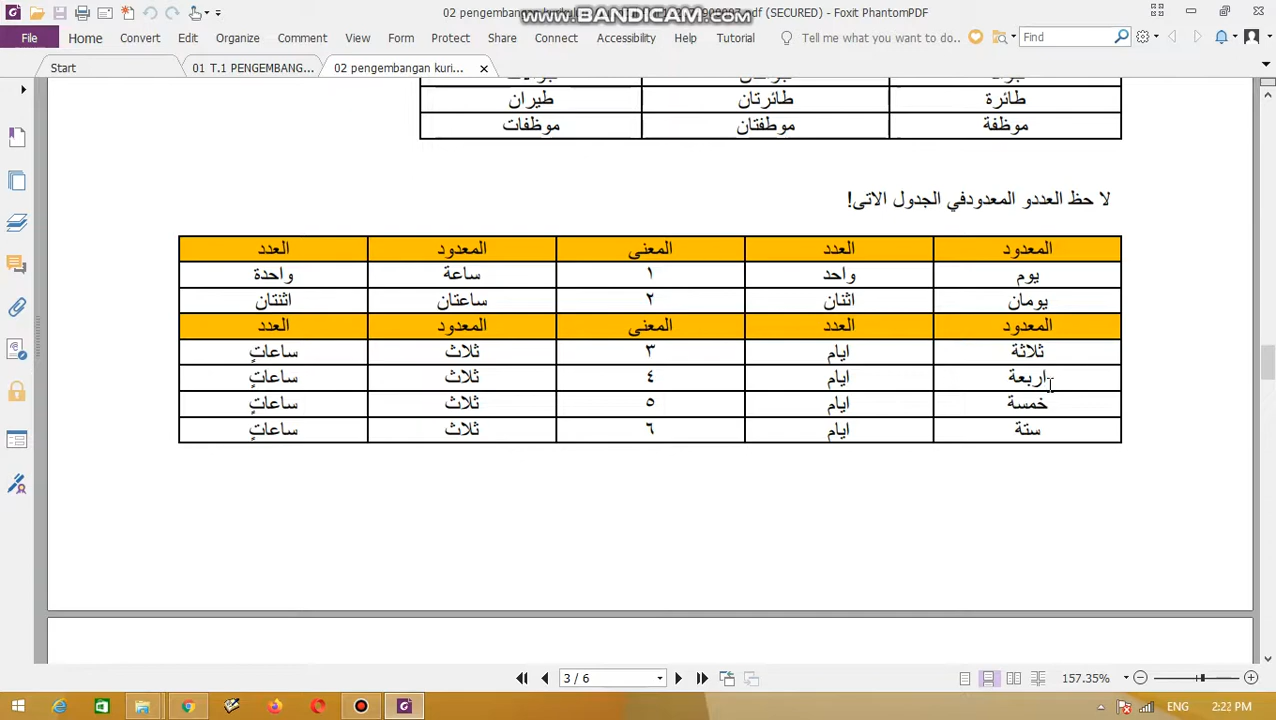 02 pengembangan
www.BANDICAM.com
df (SECURED) - Foxit PhantomPDF
File Home Convert Edit Organize Comment View Form Protect Share Connect Accessibility Help Tutorial Tell me what you want to do... Find
Start 01 T.1 PENGEMBANG... 02 pengembangan kuri...
طائرة طائرتان طيران
موظفة موطفتان موظفات
لا حظ العددو المعدودفي الجدول الاتى!
المعدود العدد المعنى المعدود العدد
يوم واحد ١ ساعة واحدة
يومان اثنان ٢ ساعتان اثنتان
المعدود العدد المعنى المعدود العدد
ثلاثة ايام ٣ ثلاث ساعاتٍ
اربعة ايام ٤ ثلاث ساعاتٍ
خمسة ايام ٥ ثلاث ساعاتٍ
ستة ايام ٦ ثلاث ساعاتٍ
3 / 6 157.35%
ENG 2:22 PM